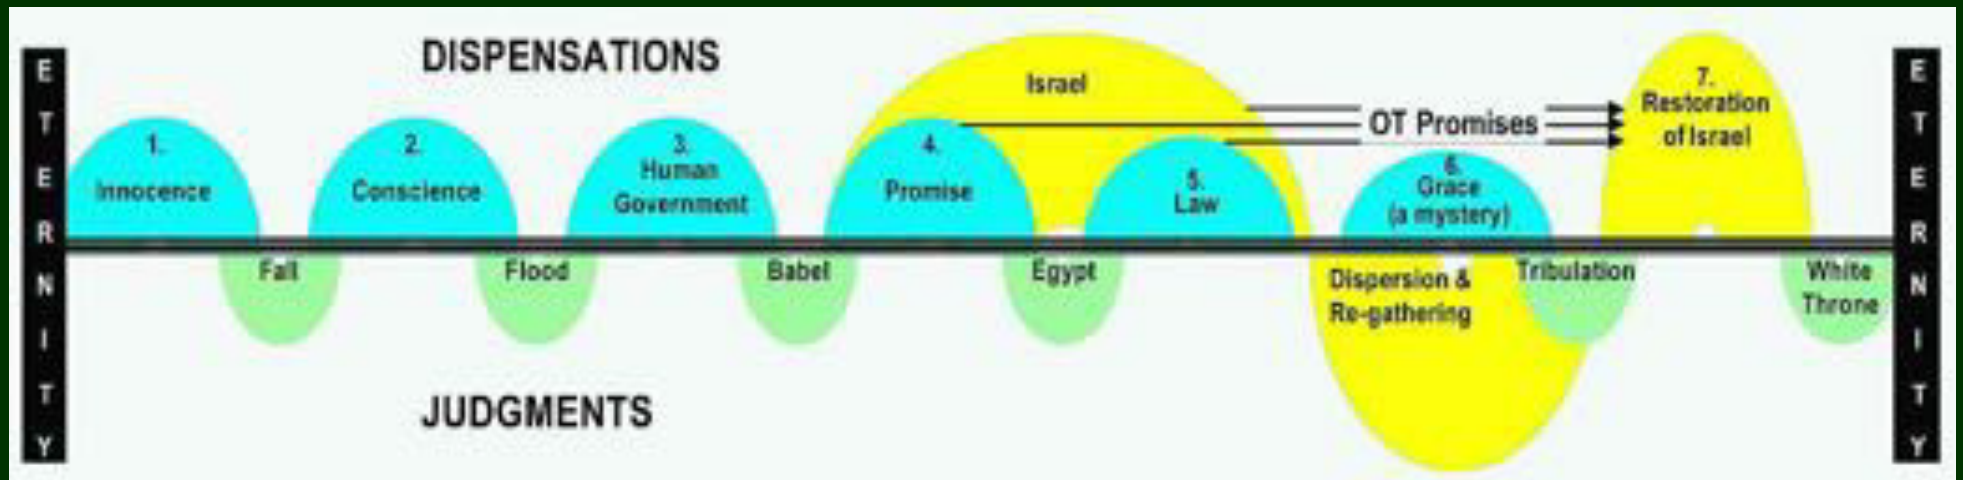 ETERNITY
DISPENSATIONS
1.
Innocence
2.
Conscience
3.
Human
Government
4.
Promise
Israel
5.
Law
OT Promises
6.
Grace
(a mystery)
7.
Restoration
of Israel
Fall
Flood
Babel
Egypt
Dispersion &
Re-gathering
Tribulation
White
Throne
JUDGMENTS
ETERNITY